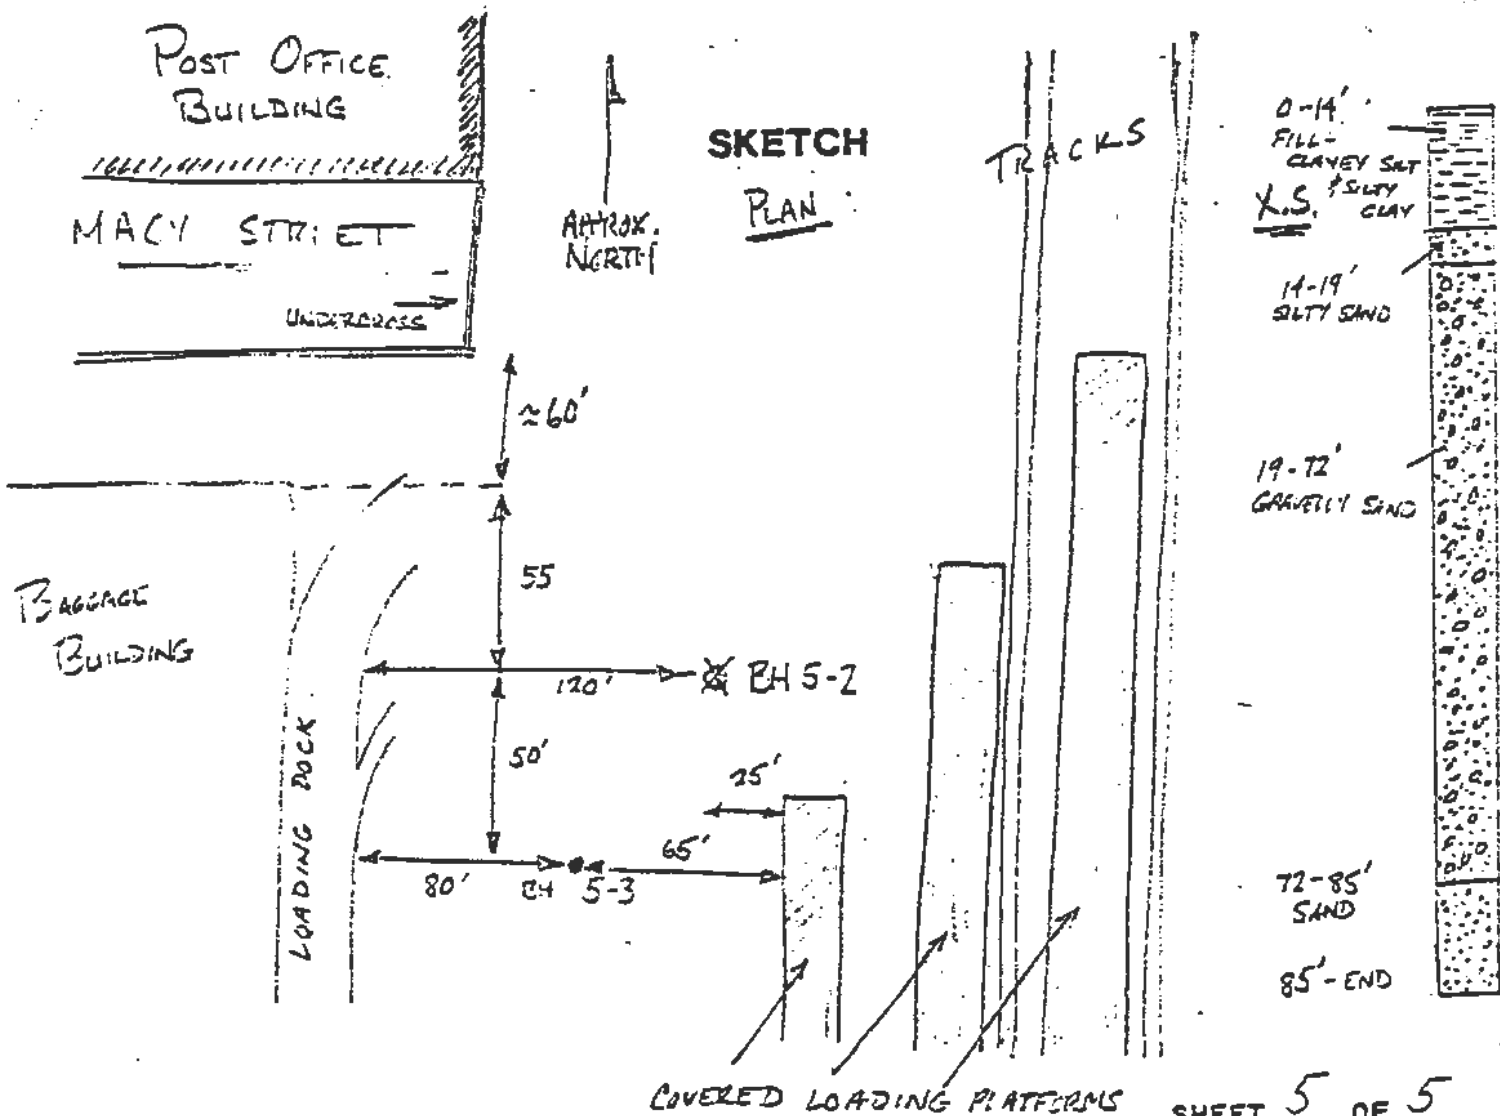 POST OFFICE
BUILDING
MACY STREET
UNDERCROSS
APPROX.
NORTH
SKETCH
PLAN
TRACKS
0-14'
FILL-
CLAYEY SILT
& SILTY
CLAY
X.S.
14-19'
SILTY SAND
≈60'
19-72'
GRAVELLY SAND
55
BAGGAGE
BUILDING
120'
BH 5-2
50'
LOADING DOCK
25'
65'
80'
BH 5-3
72-85'
SAND
85'-END
COVERED LOADING PLATFORMS
SHEET 5 OF 5